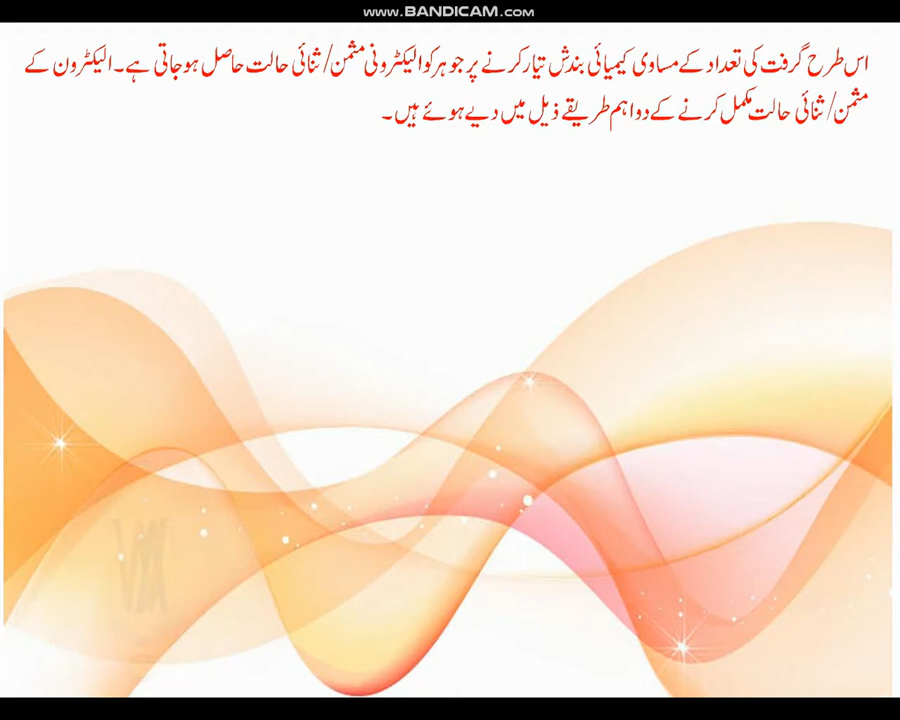 WWW.BANDICAM.COM
اس طرح گرفت کی تعداد کے مساوی کیمیائی بندش تیار کرنے پر جوہر کو الیکٹرونی مثمن/ثنائی حالت حاصل ہوجاتی ہے۔ الیکٹرون کے
مثمن/ثنائی حالت مکمل کرنے کے دو اہم طریقے ذیل میں دیے ہوئے ہیں۔